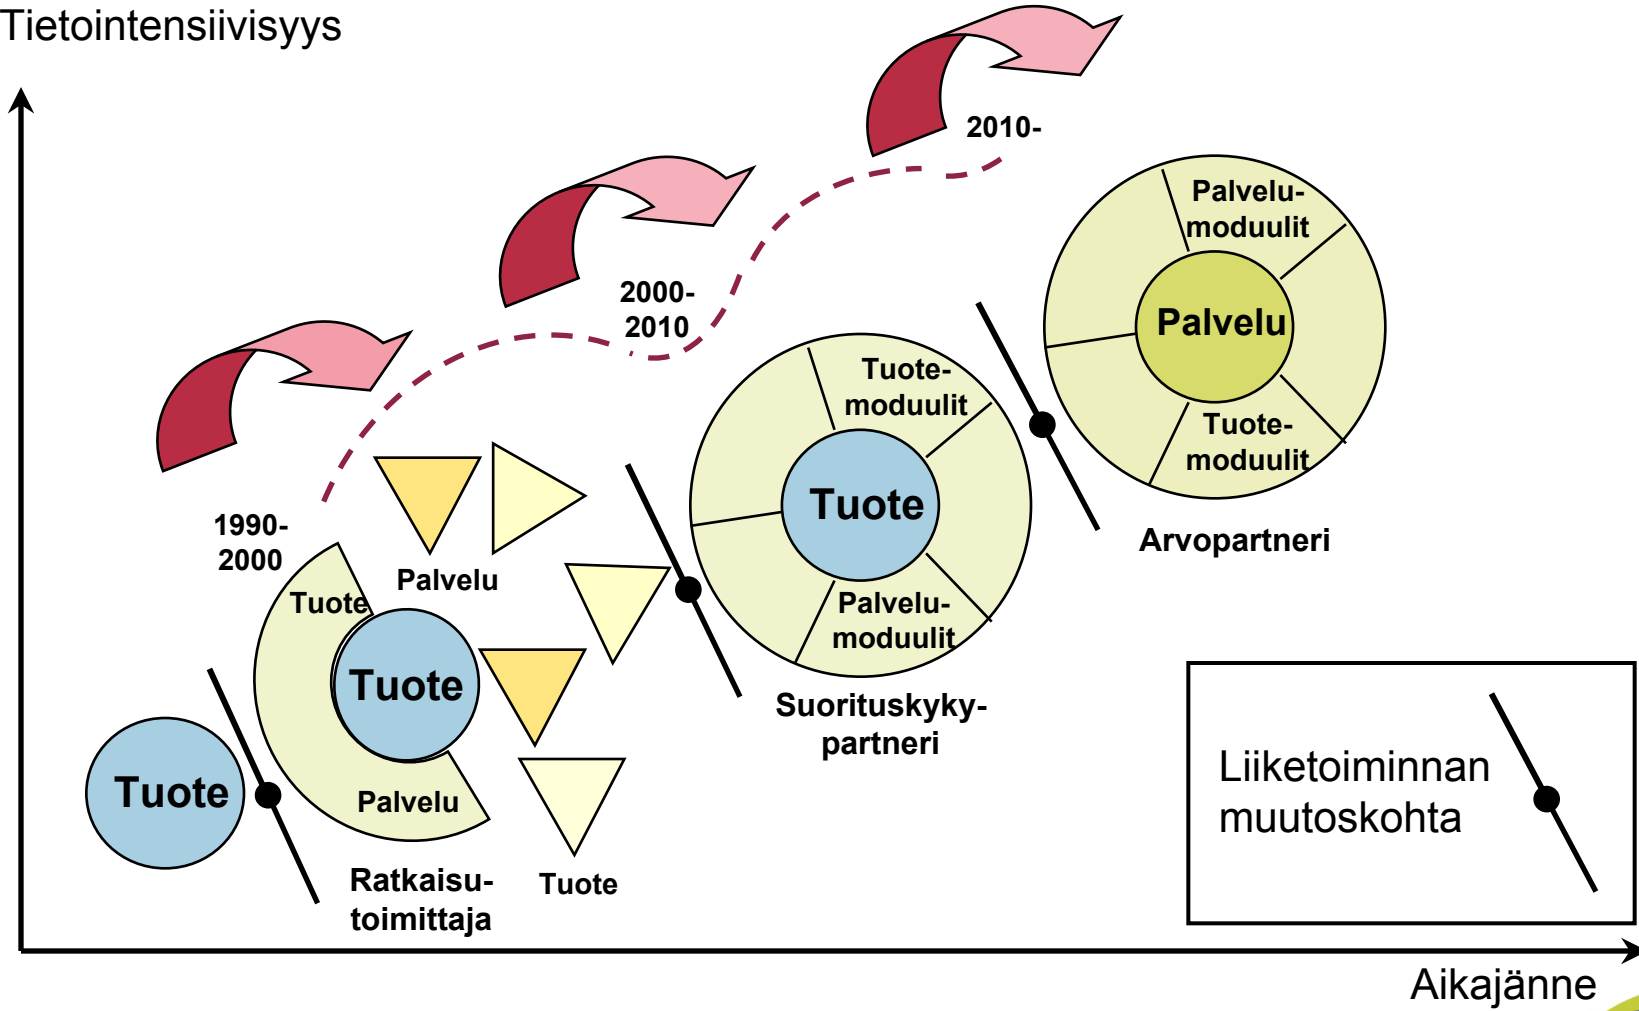 Tietointensiivisyys
2010-
Palvelu-
moduulit
Palvelu
Tuote-
moduulit
Arvopartneri
2000-
2010
Tuote-
moduulit
Tuote
Palvelu-
moduulit
Suorituskyky-
partneri
1990-
2000
Palvelu
Tuote
Tuote
Palvelu
Tuote
Ratkaisu-
toimittaja
Tuote
Liiketoiminnan
muutoskohta
Aikajänne